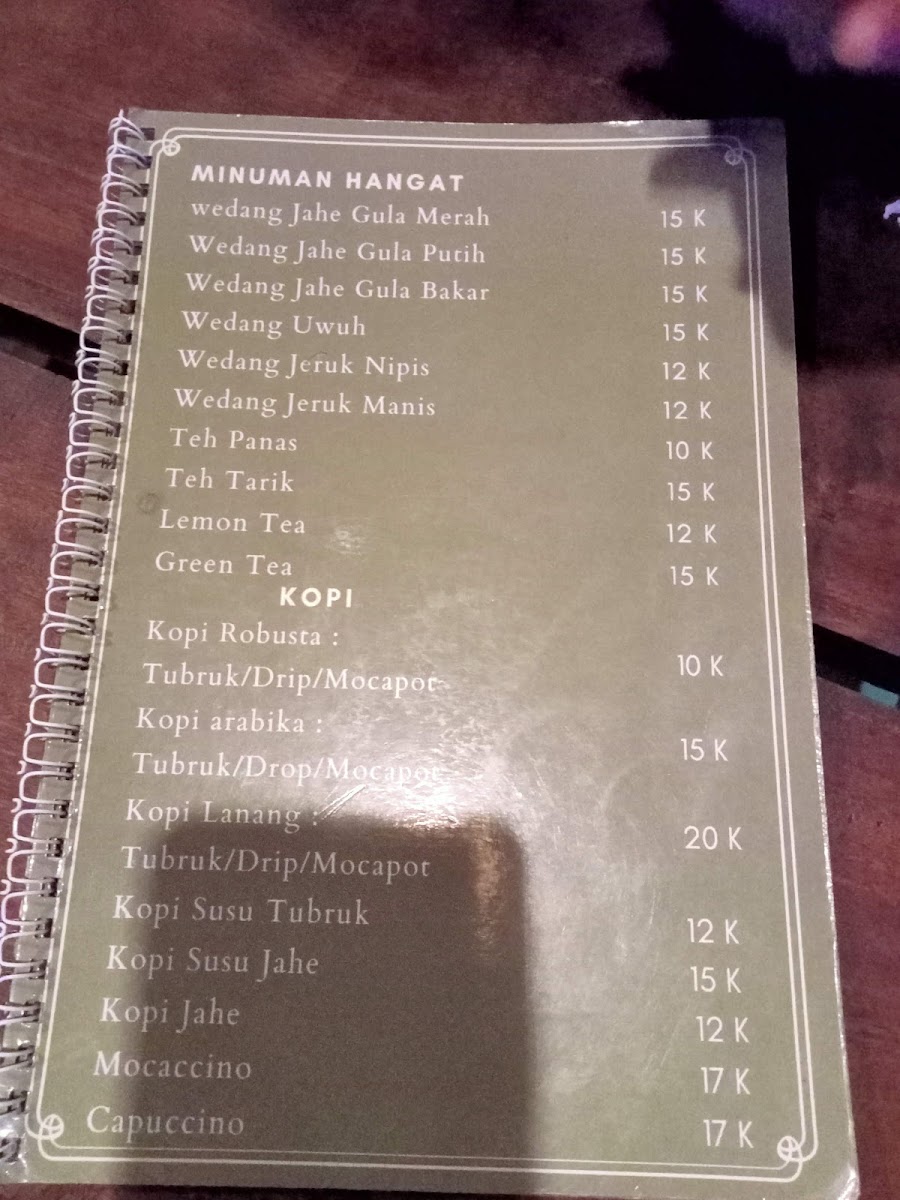 MINUMAN HANGAT
wedang Jahe Gula Merah 15 K
Wedang Jahe Gula Putih 15 K
Wedang Jahe Gula Bakar 15 K
Wedang Uwuh 15 K
Wedang Jeruk Nipis 12 K
Wedang Jeruk Manis 12 K
Teh Panas 10 K
Teh Tarik 15 K
Lemon Tea 12 K
Green Tea 15 K
KOPI
Kopi Robusta :
Tubruk/Drip/Mocapot 10 K
Kopi arabika :
Tubruk/Drop/Mocapot 15 K
Kopi Lanang :
Tubruk/Drip/Mocapot 20 K
Kopi Susu Tubruk 12 K
Kopi Susu Jahe 15 K
Kopi Jahe 12 K
Mocaccino 17 K
Capuccino 17 K